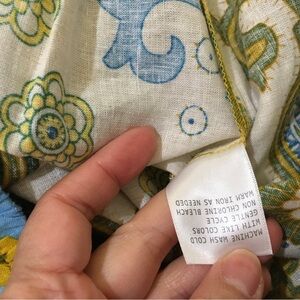 MACHINE WASH COLD
WITH LIKE COLORS
GENTLE CYCLE
NON CHLORINE BLEACH
WARM IRON AS NEEDED